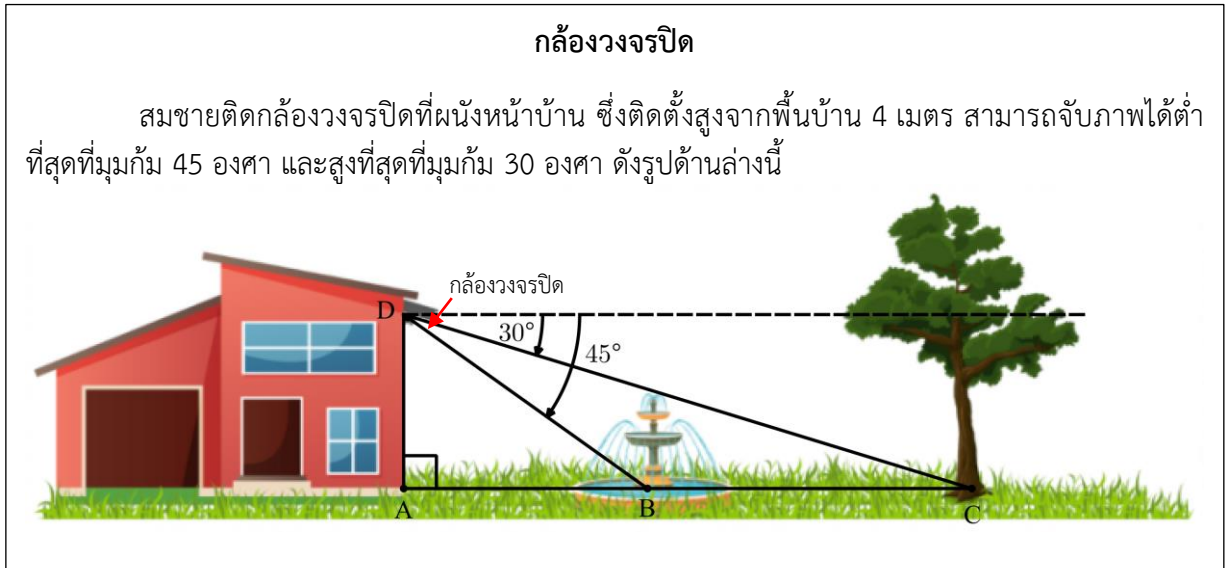 กล้องวงจรปิด
สมชายติดกล้องวงจรปิดที่ผนังหน้าบ้าน ซึ่งติดตั้งสูงจากพื้นบ้าน 4 เมตร สามารถจับภาพได้ต่ำ
ที่สุดที่มุมก้ม 45 องศา และสูงที่สุดที่มุมก้ม 30 องศา ดังรูปด้านล่างนี้
กล้องวงจรปิด
D
30°
45°
A
B
C